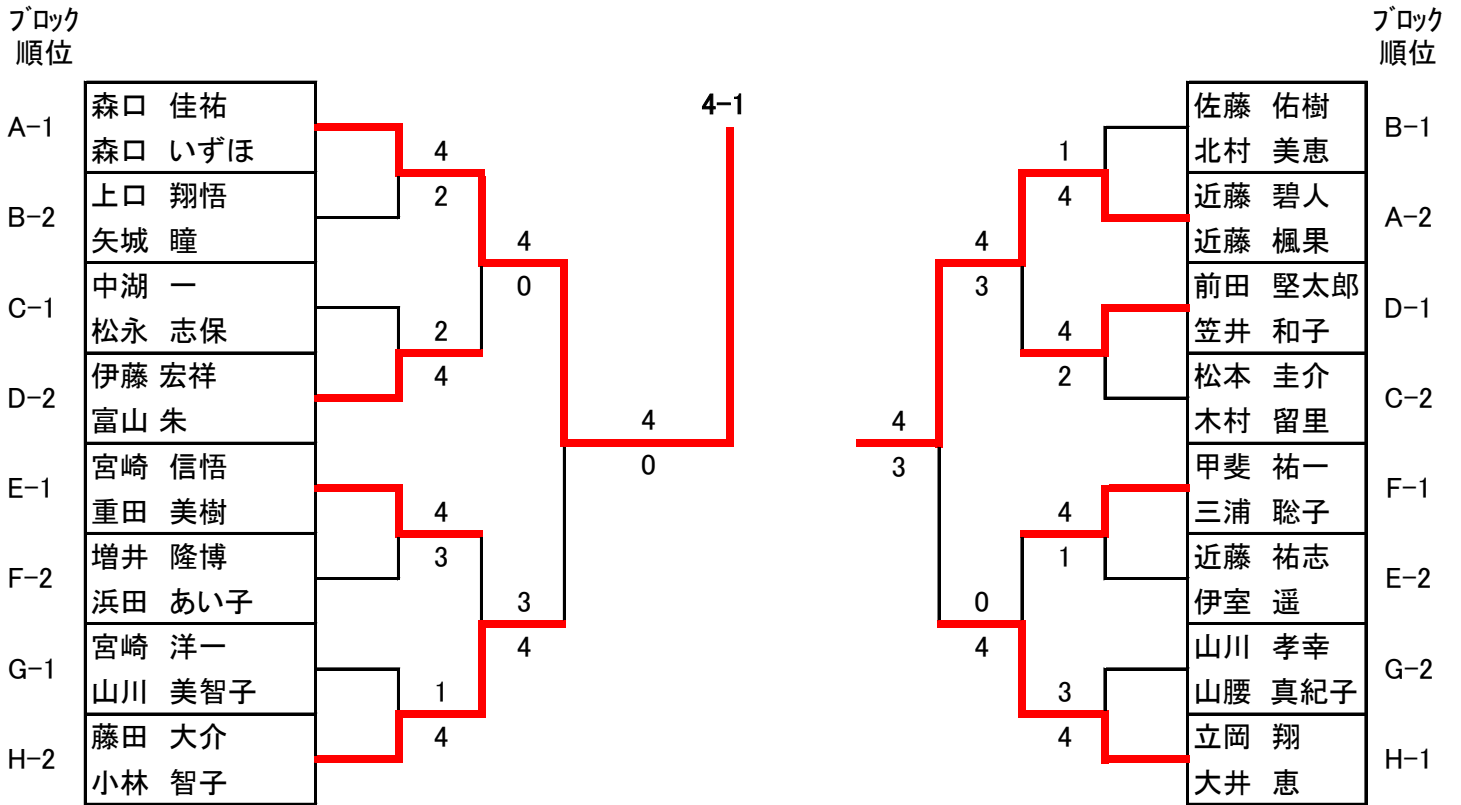 ブロック
順位
A-1
森口 佳祐
森口 いずほ
B-2
上口 翔悟
矢城 瞳
C-1
中湖 一
松永 志保
D-2
伊藤 宏祥
富山 朱
E-1
宮崎 信悟
重田 美樹
F-2
増井 隆博
浜田 あい子
G-1
宮崎 洋一
山川 美智子
H-2
藤田 大介
小林 智子
4
2
2
4
4
3
1
4
4
0
3
4
4
0
4-1
4
3
4
3
0
4
1
4
4
2
4
1
3
4
ブロック
順位
佐藤 佑樹
北村 美恵
B-1
近藤 碧人
近藤 楓果
A-2
前田 堅太郎
笠井 和子
D-1
松本 圭介
木村 留里
C-2
甲斐 祐一
三浦 聡子
F-1
近藤 祐志
伊室 遥
E-2
山川 孝幸
山腰 真紀子
G-2
立岡 翔
大井 恵
H-1